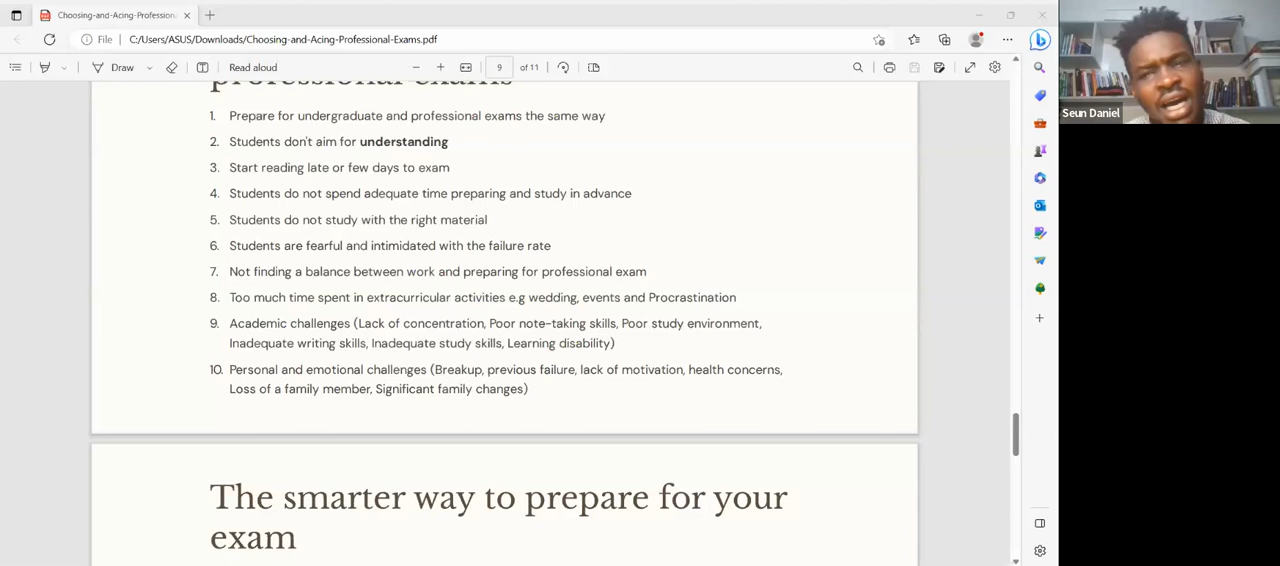 Choosing-and-Acing-Profession
File
C:/Users/ASUS/Downloads/Choosing-and-Acing-Professional-Exams.pdf
Draw
Read aloud
9
of 11
professional exams
1. Prepare for undergraduate and professional exams the same way
2. Students don't aim for understanding
3. Start reading late or few days to exam
4. Students do not spend adequate time preparing and study in advance
5. Students do not study with the right material
6. Students are fearful and intimidated with the failure rate
7. Not finding a balance between work and preparing for professional exam
8. Too much time spent in extracurricular activities e.g wedding, events and Procrastination
9. Academic challenges (Lack of concentration, Poor note-taking skills, Poor study environment,
Inadequate writing skills, Inadequate study skills, Learning disability)
10. Personal and emotional challenges (Breakup, previous failure, lack of motivation, health concerns,
Loss of a family member, Significant family changes)
The smarter way to prepare for your
exam
Seun Daniel